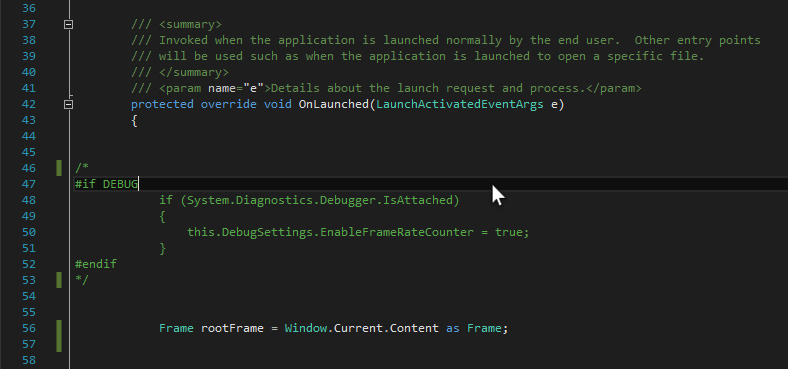 36
37 /// <summary>
38 /// Invoked when the application is launched normally by the end user.  Other entry points
39 /// will be used such as when the application is launched to open a specific file.
40 /// </summary>
41 /// <param name="e">Details about the launch request and process.</param>
42 protected override void OnLaunched(LaunchActivatedEventArgs e)
43 {
44
45
46 /*
47 #if DEBUG
48 if (System.Diagnostics.Debugger.IsAttached)
49 {
50 this.DebugSettings.EnableFrameRateCounter = true;
51 }
52 #endif
53 */
54
55
56 Frame rootFrame = Window.Current.Content as Frame;
57
58